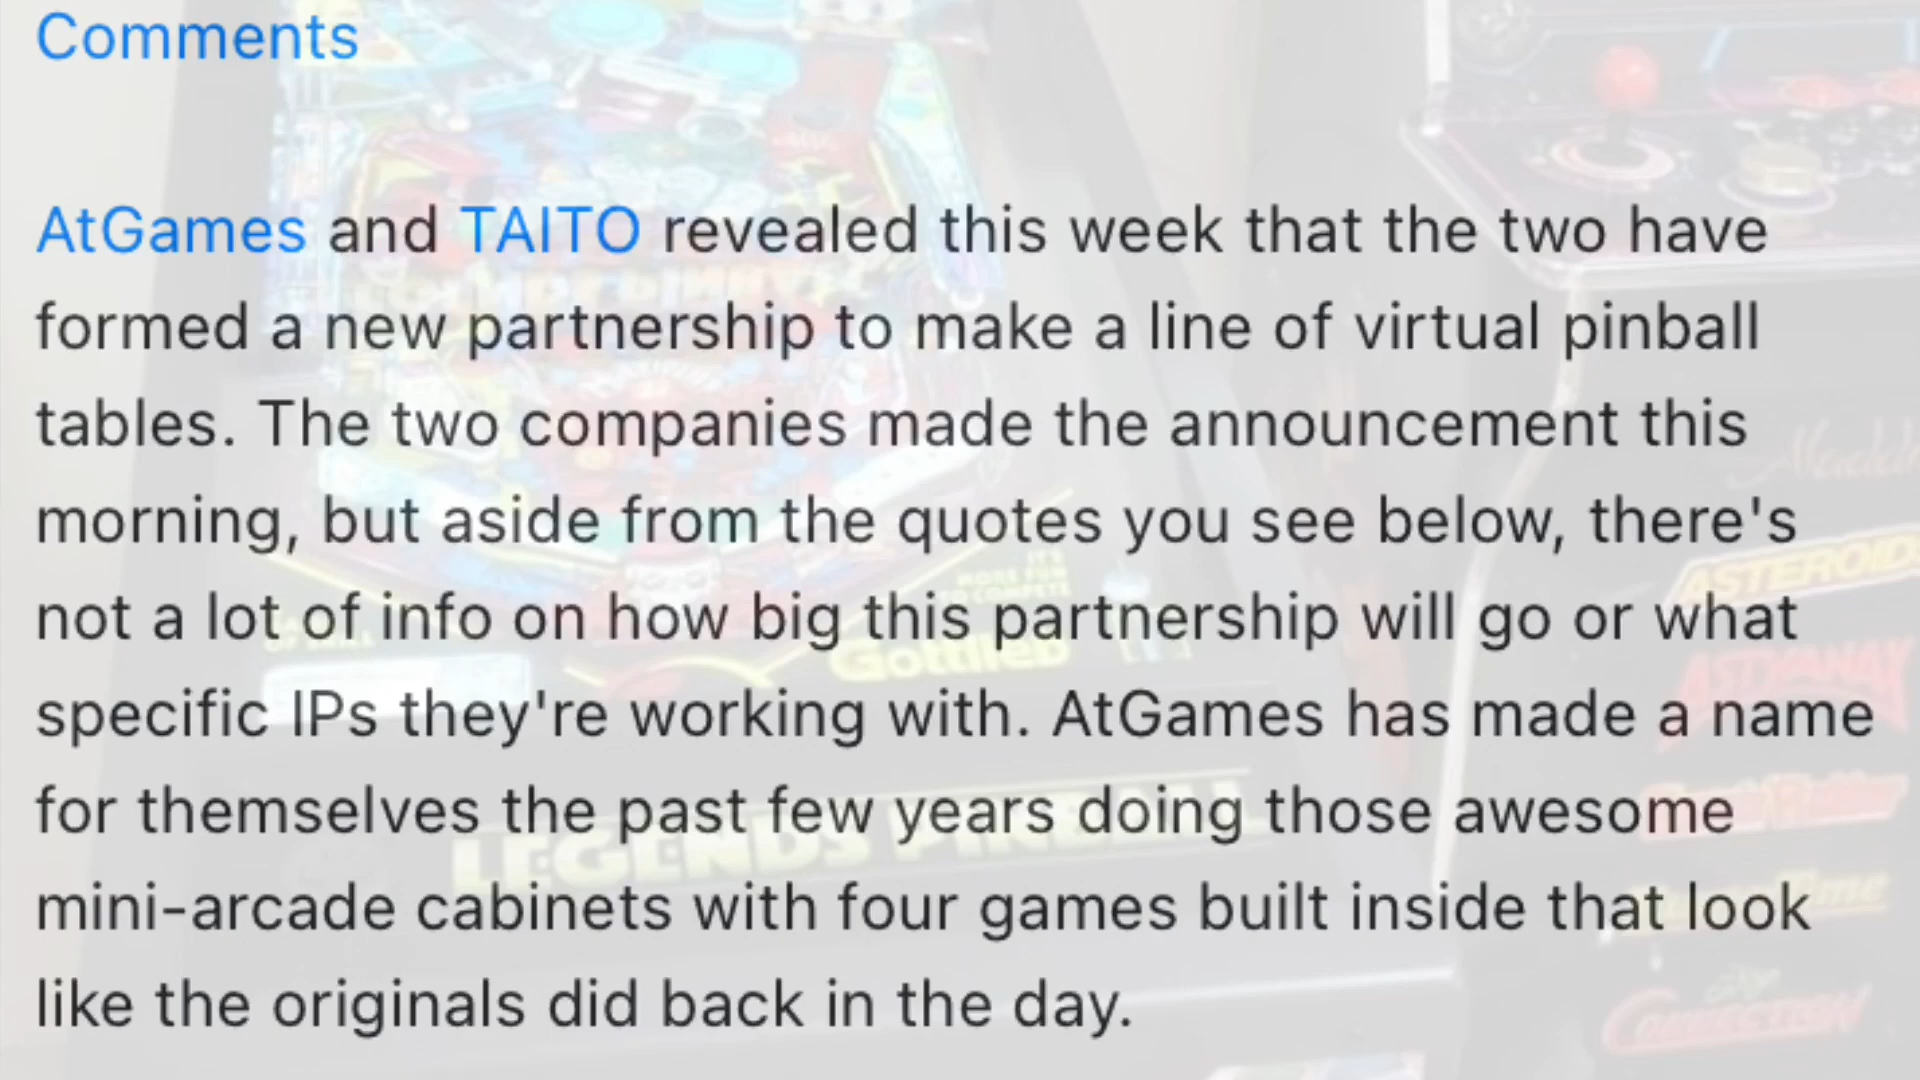 Comments
AtGames and TAITO revealed this week that the two have
formed a new partnership to make a line of virtual pinball
tables. The two companies made the announcement this
morning, but aside from the quotes you see below, there's
not a lot of info on how big this partnership will go or what
specific IPs they're working with. AtGames has made a name
for themselves the past few years doing those awesome
mini-arcade cabinets with four games built inside that look
like the originals did back in the day.
ASTEROIDS
Gottlieb
LEGENDS PINBALL